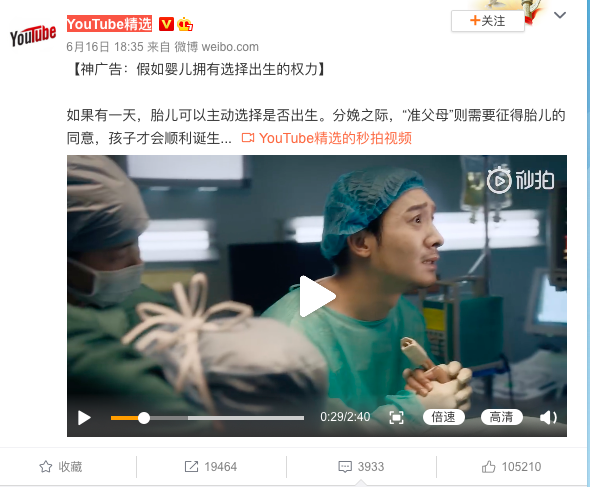 YouTube
YouTube精选 V
+关注
6月16日 18:35 来自 微博 weibo.com
【神广告：假如婴儿拥有选择出生的权力】
如果有一天，胎儿可以主动选择是否出生。分娩之际，“准父母”则需要征得胎儿的
同意，孩子才会顺利诞生... YouTube精选的秒拍视频
秒拍
0:29/2:40 倍速 高清
收藏 19464 3933 105210